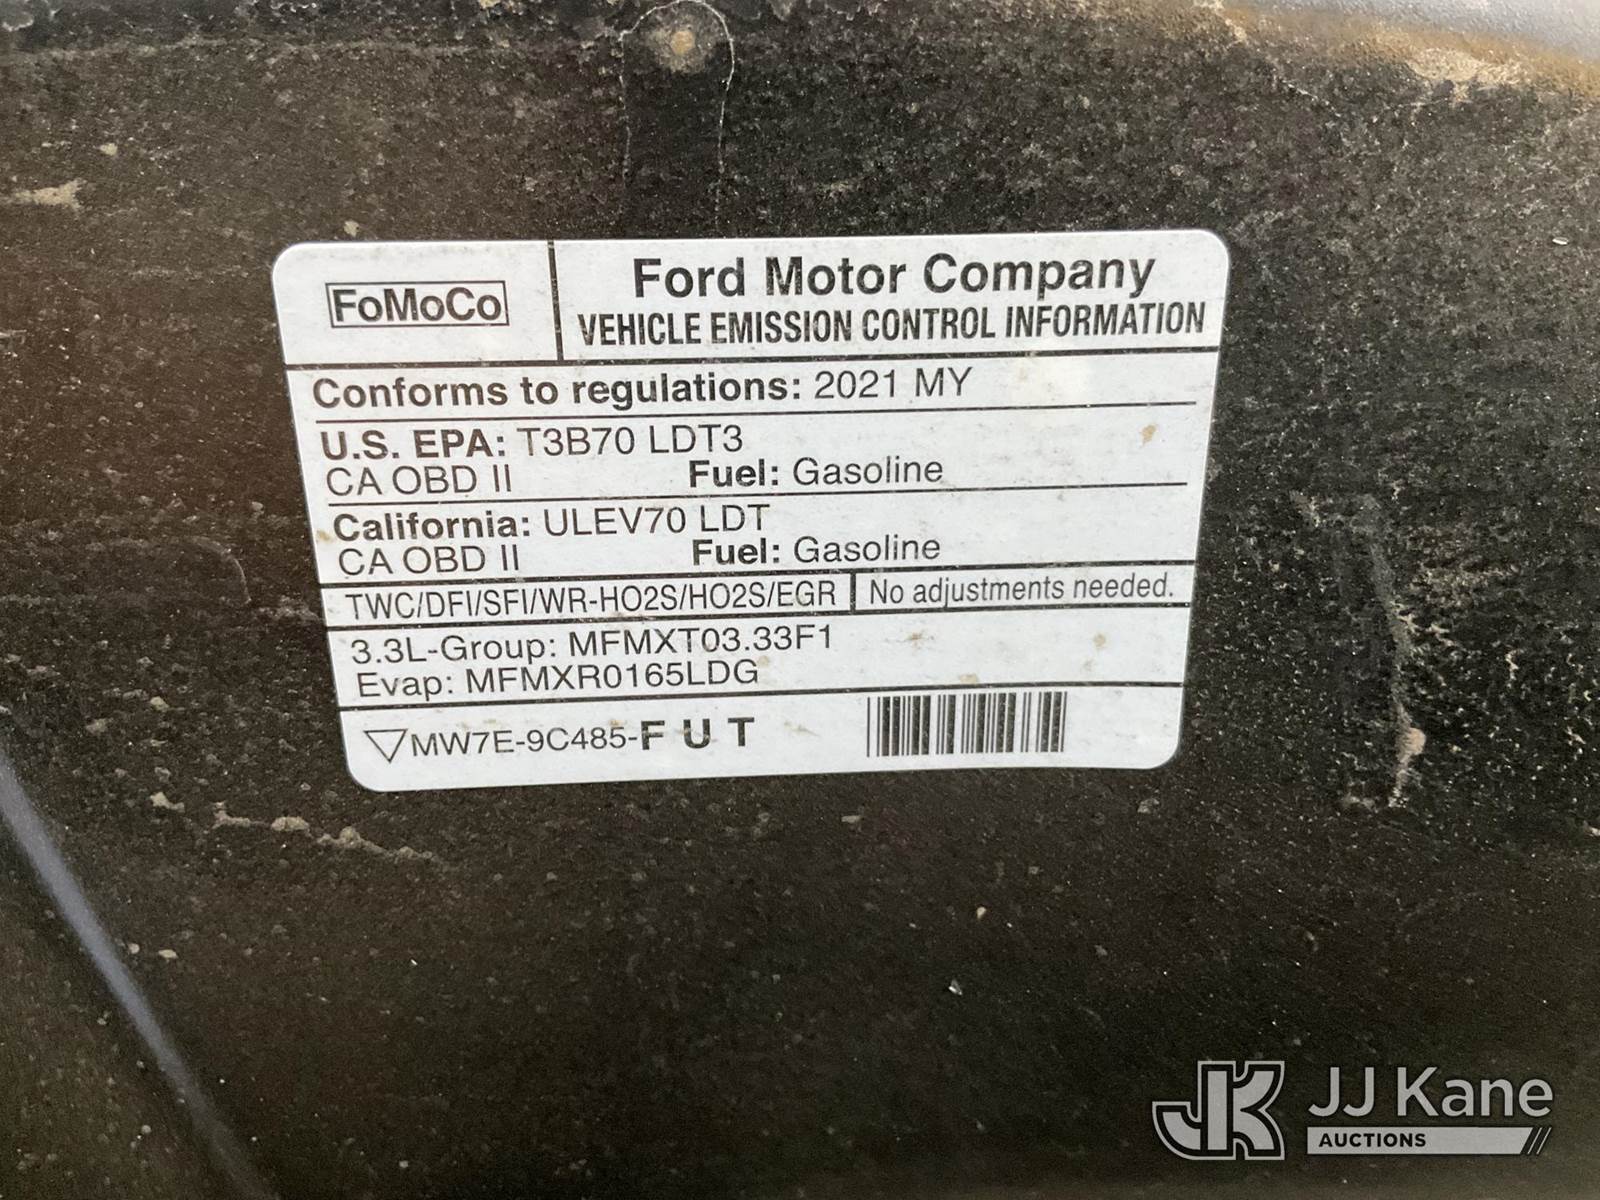 FoMoCo
Ford Motor Company
VEHICLE EMISSION CONTROL INFORMATION
Conforms to regulations: 2021 MY
U.S. EPA: T3B70 LDT3
CA OBD II Fuel: Gasoline
California: ULEV70 LDT
CA OBD II Fuel: Gasoline
TWC/DFI/SFI/WR-HO2S/HO2S/EGR No adjustments needed.
3.3L-Group: MFMXT03.33F1
Evap: MFMXR0165LDG
MW7E-9C485-F U T
JK JJ Kane
AUCTIONS